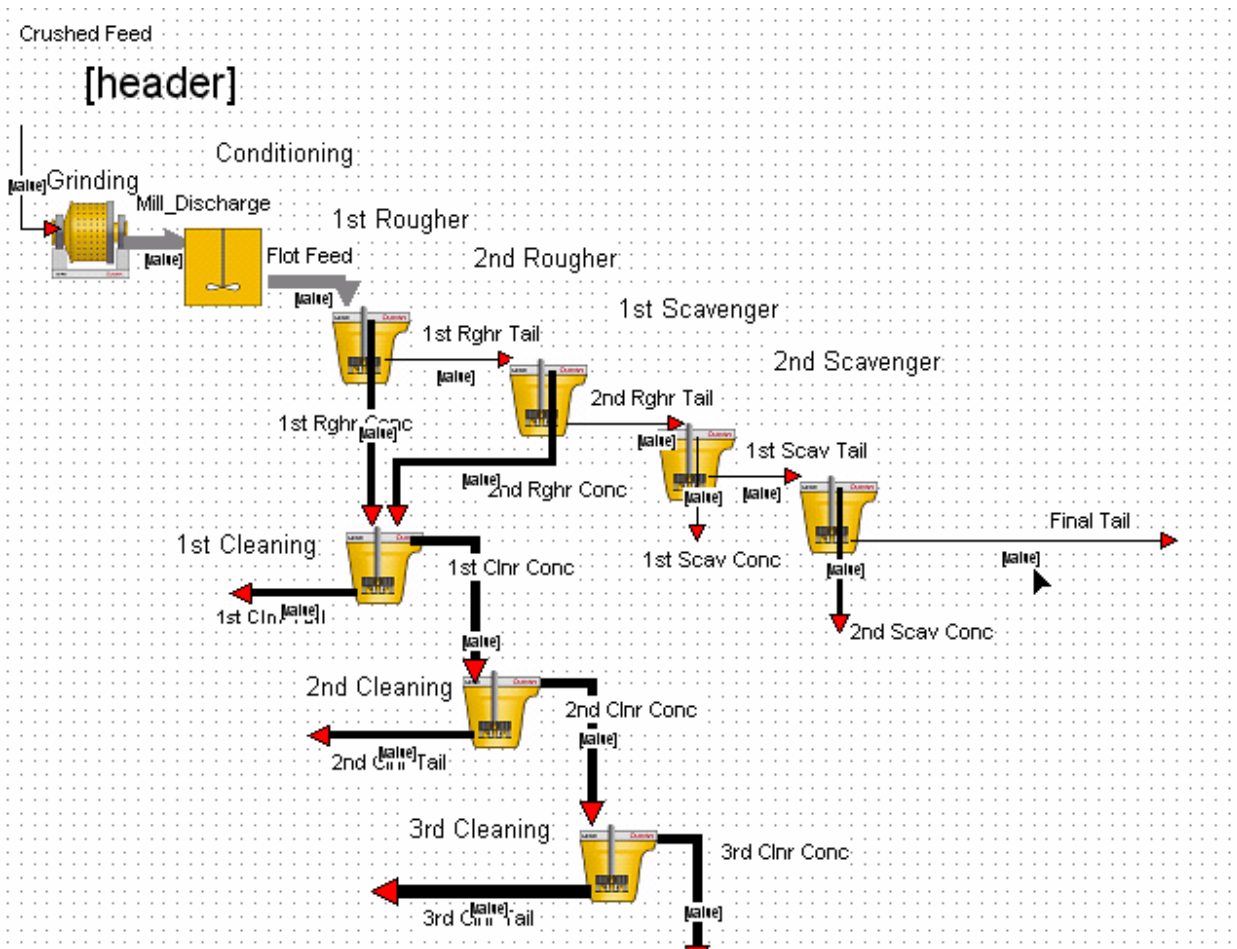 Crushed Feed
[header]
Conditioning
[value]
Grinding
Mill_Discharge
[value]
1st Rougher
Flot Feed
[value]
2nd Rougher
1st Scavenger
1st Rghr Tail
[value]
2nd Scavenger
2nd Rghr Tail
[value]
1st Rghr Conc
[value]
1st Scav Tail
[value]
[value]
2nd Rghr Conc
[value]
Final Tail
[value]
1st Cleaning
1st Clnr Conc
1st Scav Conc
[value]
1st Clnr Tail
[value]
2nd Scav Conc
[value]
2nd Cleaning
2nd Clnr Conc
[value]
2nd Clnr Tail
[value]
3rd Cleaning
3rd Clnr Conc
3rd Clnr Tail
[value]
[value]